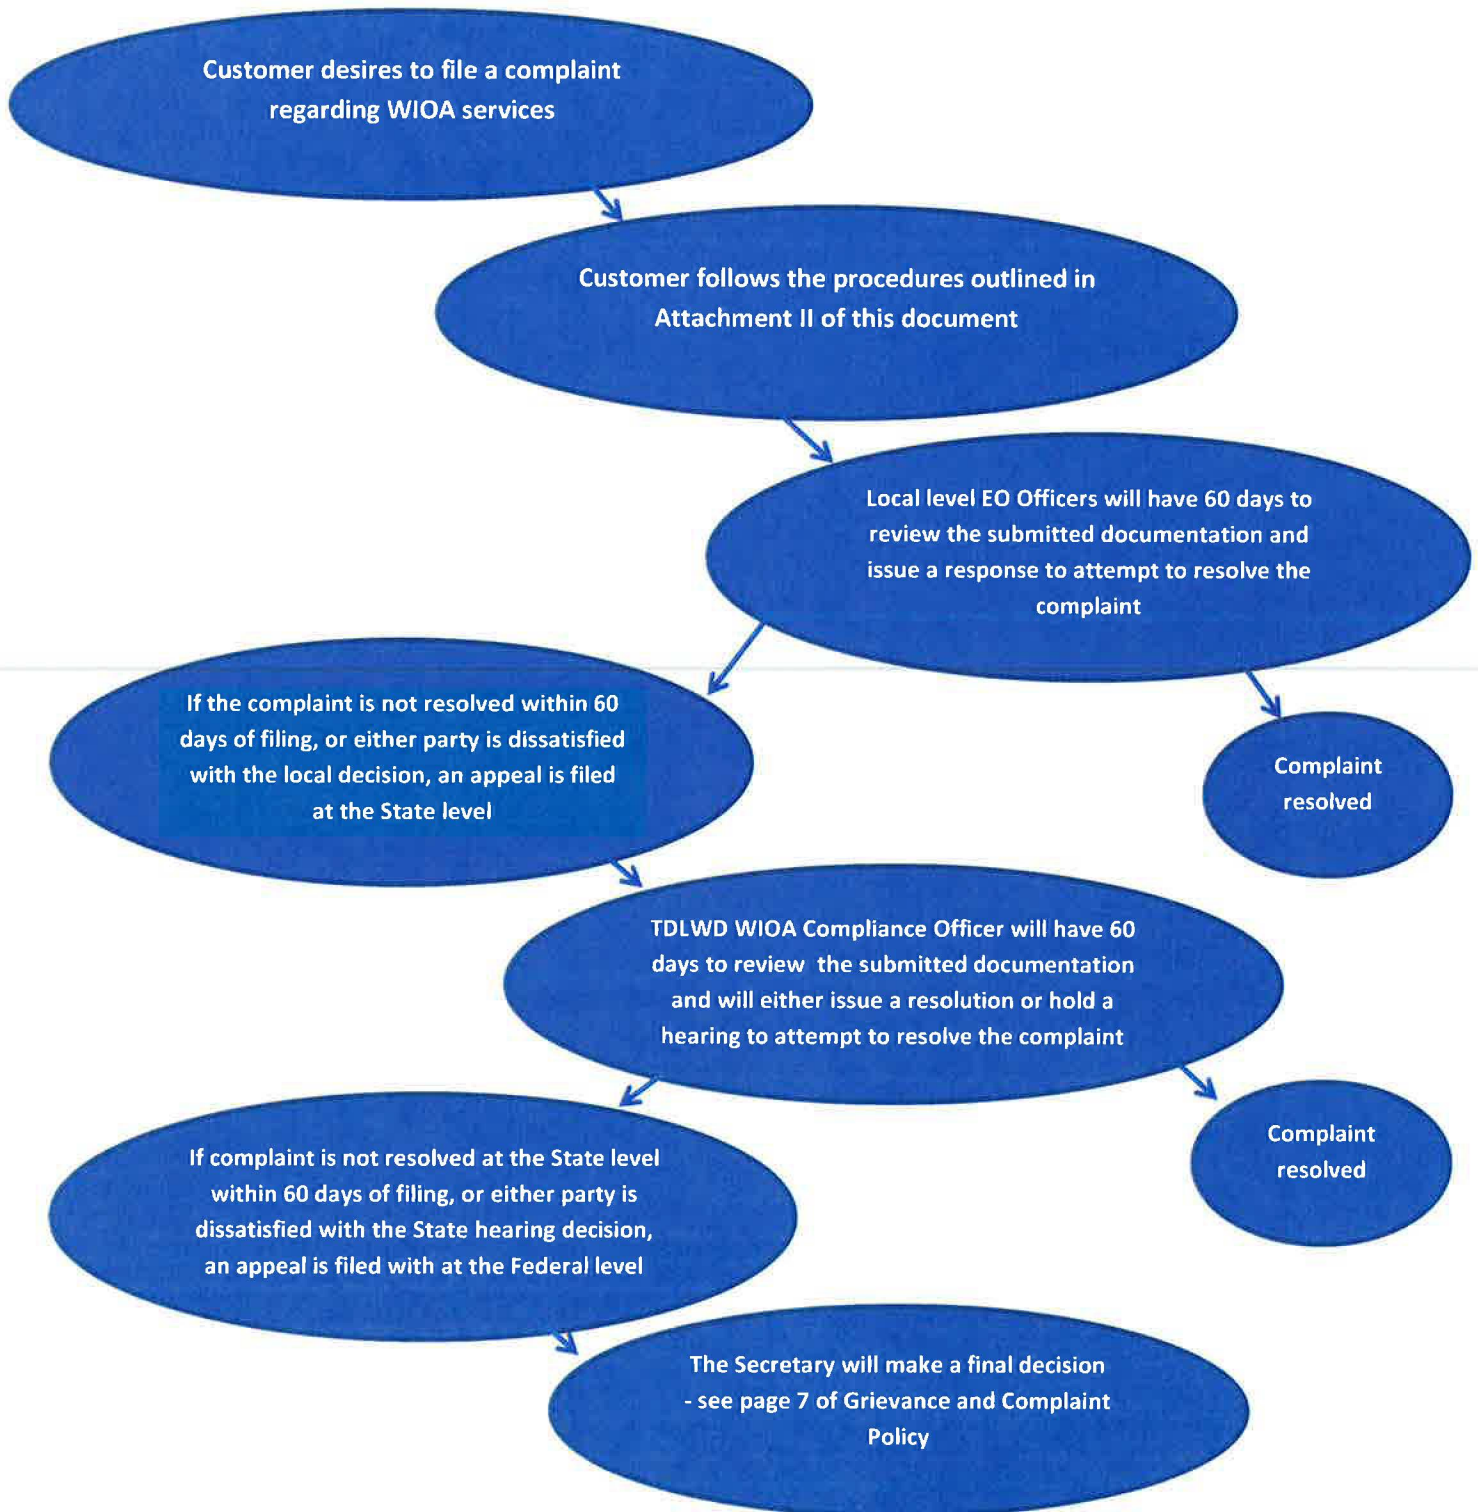 Customer desires to file a complaint
regarding WIOA services
Customer follows the procedures outlined in
Attachment II of this document
Local level EO Officers will have 60 days to
review the submitted documentation and
issue a response to attempt to resolve the
complaint
If the complaint is not resolved within 60
days of filing, or either party is dissatisfied
with the local decision, an appeal is filed
at the State level
Complaint
resolved
TDLWD WIOA Compliance Officer will have 60
days to review the submitted documentation
and will either issue a resolution or hold a
hearing to attempt to resolve the complaint
Complaint
resolved
If complaint is not resolved at the State level
within 60 days of filing, or either party is
dissatisfied with the State hearing decision,
an appeal is filed with at the Federal level
The Secretary will make a final decision
- see page 7 of Grievance and Complaint
Policy